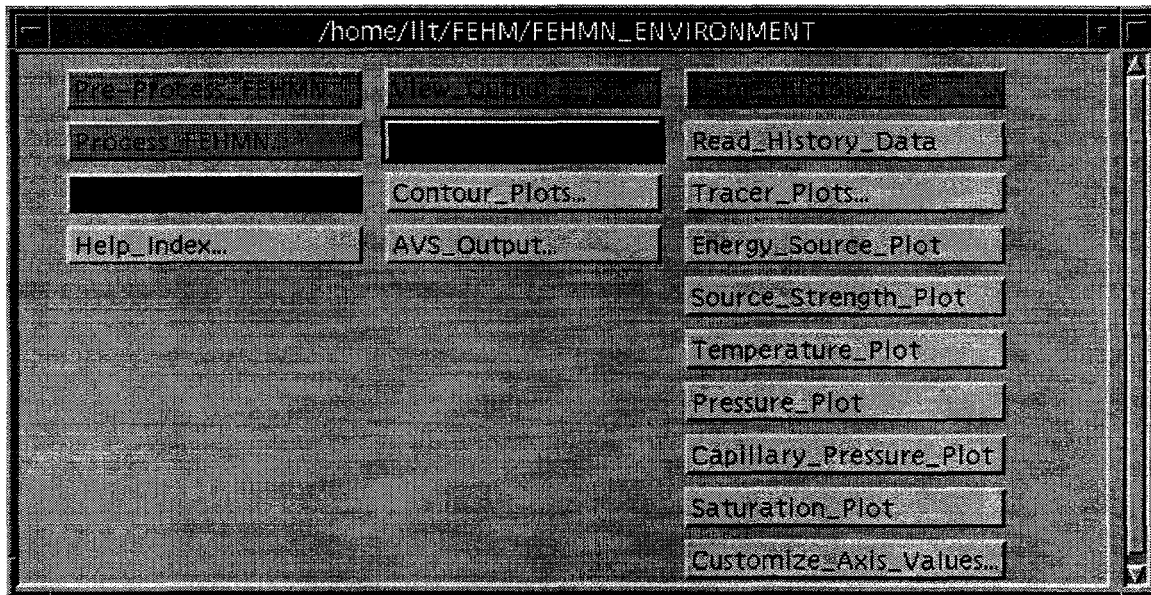 /home/llt/FEHM/FEHMN_ENVIRONMENT
Pre-Process_FEHMN
Process_FEHMN...
Help_Index...
View_Output
Contour_Plots...
AVS_Output...
Read_History_Data
Tracer_Plots...
Energy_Source_Plot
Source_Strength_Plot
Temperature_Plot
Pressure_Plot
Capillary_Pressure_Plot
Saturation_Plot
Customize_Axis_Values...